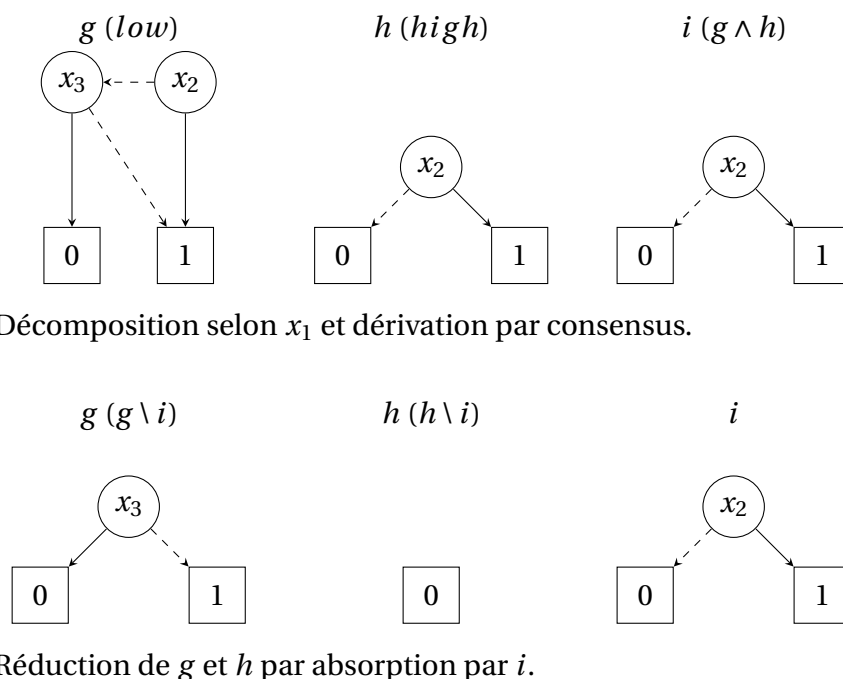 g (low) h (high) i (g ∧ h)
x₃ x₂
x₂ x₂
0 1 0 1 0 1
Décomposition selon x₁ et dérivation par consensus.
g (g \ i) h (h \ i) i
x₃ x₂
0 1 0 0 1
Réduction de g et h par absorption par i.